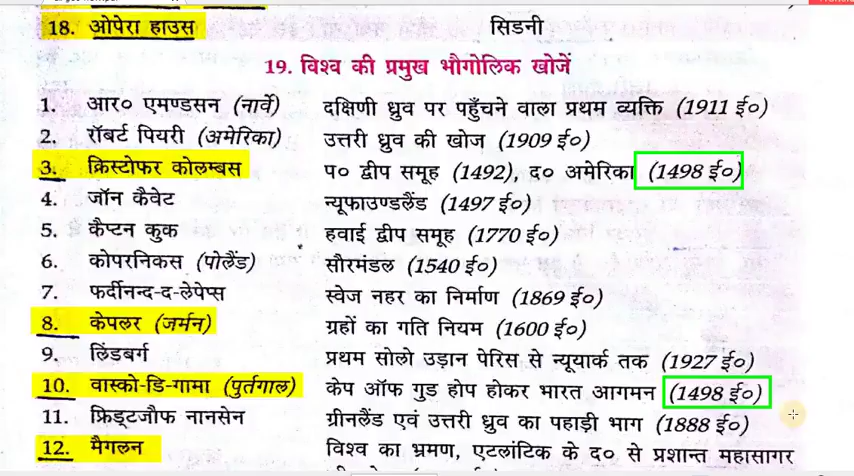 18. ओपेरा हाउस सिडनी
19. विश्व की प्रमुख भौगोलिक खोजें
1. आर० एमण्डसन (नार्वे) दक्षिणी ध्रुव पर पहुँचने वाला प्रथम व्यक्ति (1911 ई०)
2. रॉबर्ट पियरी (अमेरिका) उत्तरी ध्रुव की खोज (1909 ई०)
3. क्रिस्टोफर कोलम्बस प० द्वीप समूह (1492), द० अमेरिका (1498 ई०)
4. जॉन कैवेट न्यूफाउण्डलैंड (1497 ई०)
5. कैप्टन कुक हवाई द्वीप समूह (1770 ई०)
6. कोपरनिकस (पोलैंड) सौरमंडल (1540 ई०)
7. फर्दीनन्द-द-लेपेप्स स्वेज नहर का निर्माण (1869 ई०)
8. केपलर (जर्मन) ग्रहों का गति नियम (1600 ई०)
9. लिंडबर्ग प्रथम सोलो उड़ान पेरिस से न्यूयार्क तक (1927 ई०)
10. वास्को-डि-गामा (पुर्तगाल) केप ऑफ गुड होप होकर भारत आगमन (1498 ई०)
11. फ्रिड्टजौफ नानसेन ग्रीनलैंड एवं उत्तरी ध्रुव का पहाड़ी भाग (1888 ई०)
12. मैगलन विश्व का भ्रमण, एटलांटिक के द० से प्रशान्त महासागर